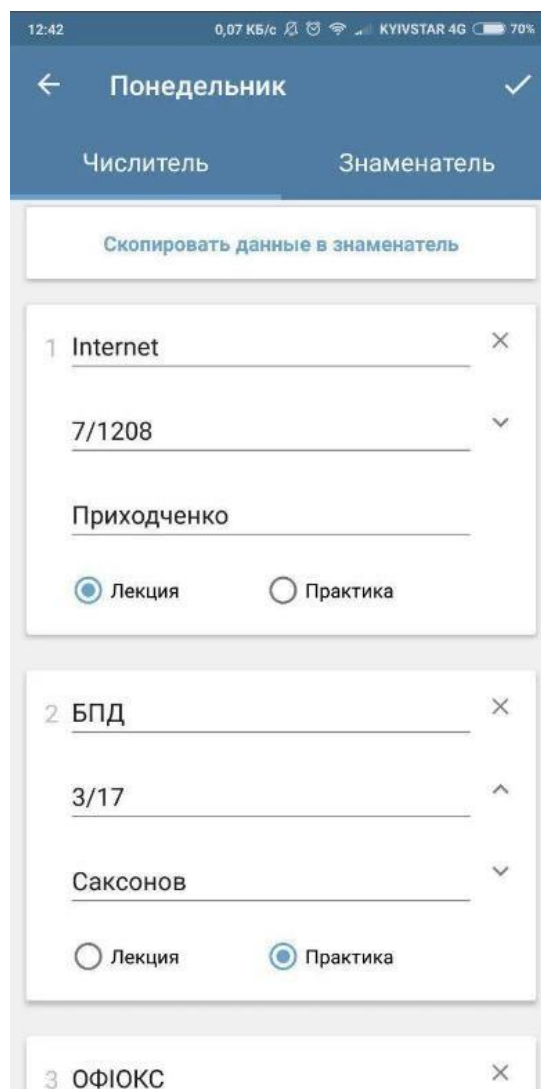 12:42 0,07 КБ/с KYIVSTAR 4G 70%
Понедельник
Числитель Знаменатель
Скопировать данные в знаменатель
1 Internet
7/1208
Приходченко
Лекция Практика
2 БПД
3/17
Саксонов
Лекция Практика
3 ОФІОКС